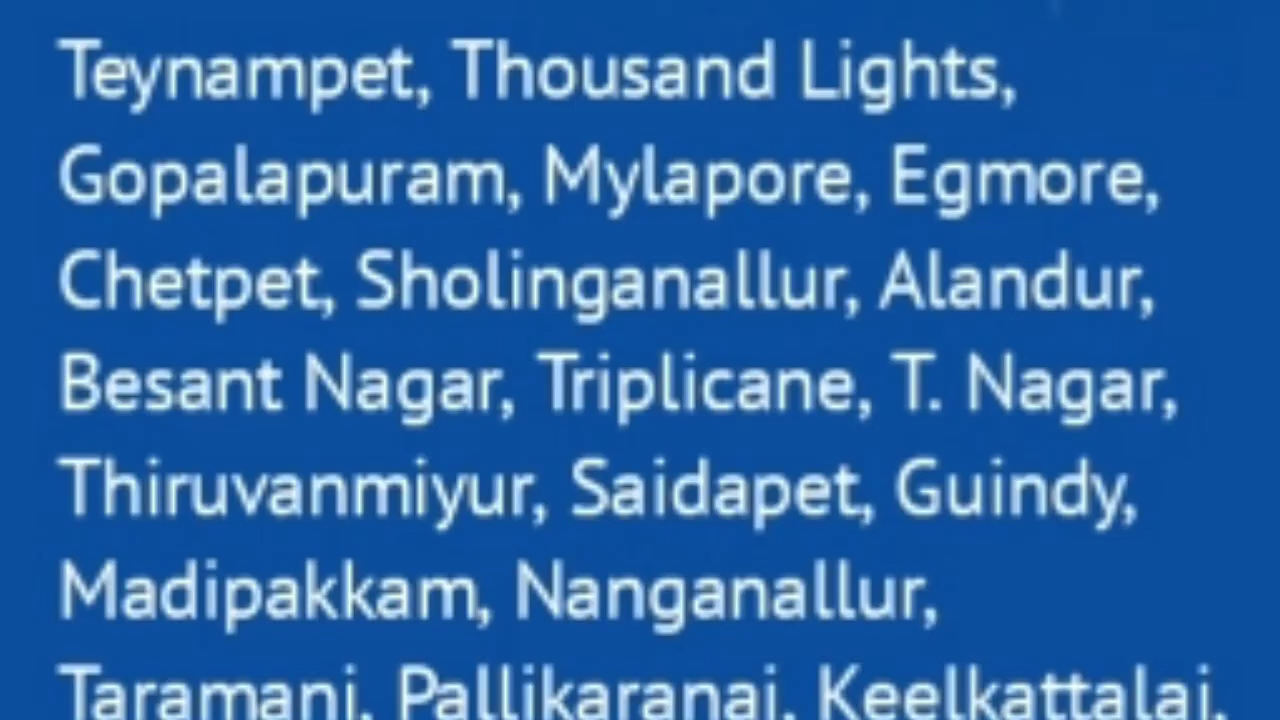 Teynampet, Thousand Lights,
Gopalapuram, Mylapore, Egmore,
Chetpet, Sholinganallur, Alandur,
Besant Nagar, Triplicane, T. Nagar,
Thiruvanmiyur, Saidapet, Guindy,
Madipakkam, Nanganallur,
Taramani, Pallikaranai, Keelkattalai,